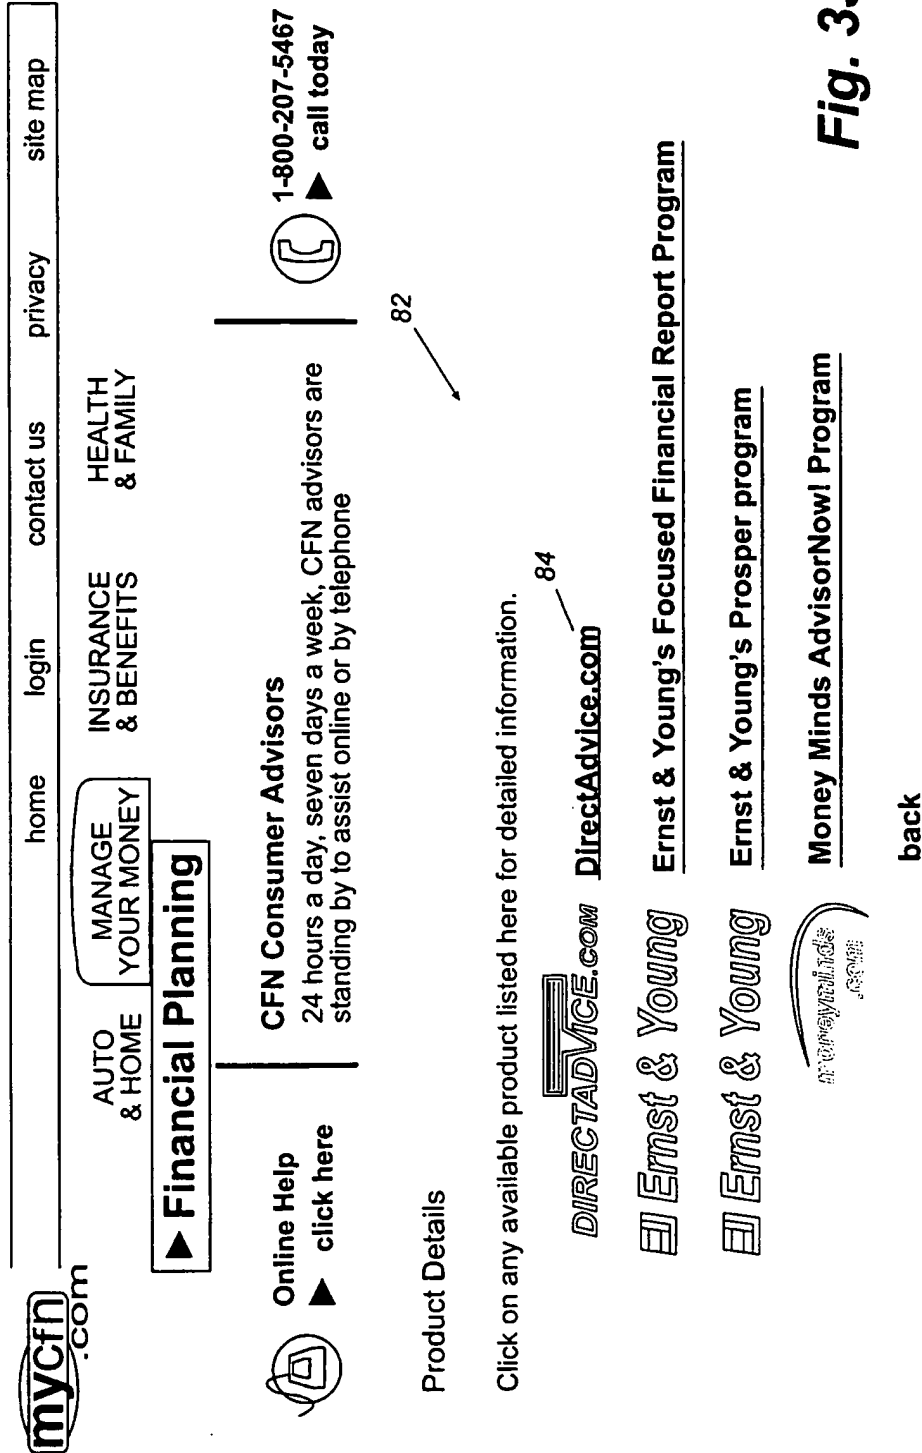 mycfn
.com
home login contact us privacy site map
AUTO
& HOME
MANAGE
YOUR MONEY
INSURANCE
& BENEFITS
HEALTH
& FAMILY
► Financial Planning
Online Help
► click here
CFN Consumer Advisors
24 hours a day, seven days a week, CFN advisors are
standing by to assist online or by telephone
1-800-207-5467
► call today
82
Product Details
Click on any available product listed here for detailed information.
84
DIRECTADVICE.COM DirectAdvice.com
Ernst & Young Ernst & Young's Focused Financial Report Program
Ernst & Young Ernst & Young's Prosper program
moneyminds
.com
Money Minds AdvisorNow! Program
back
Fig.